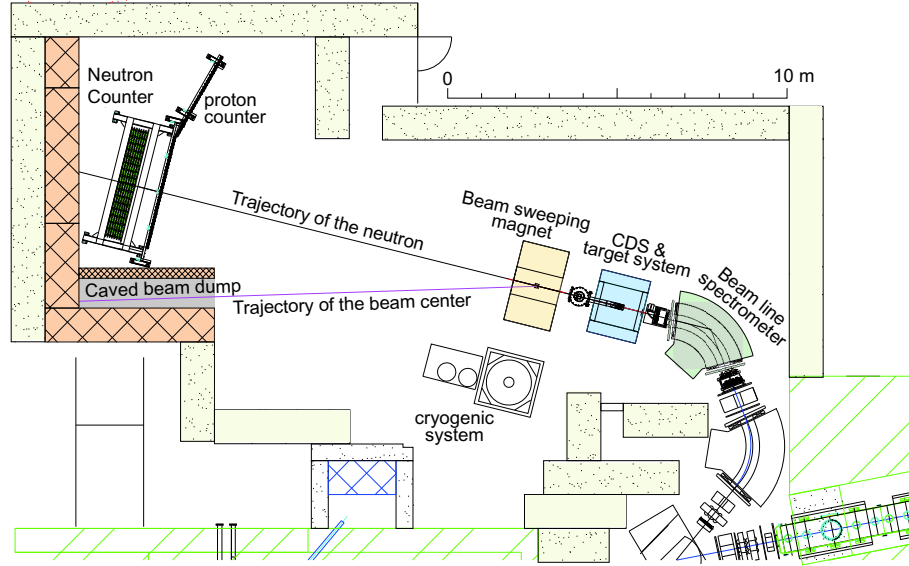 Neutron
Counter
proton
counter
0
10 m
Trajectory of the neutron
Beam sweeping
magnet
CDS &
target system
Beam line
spectrometer
Caved beam dump
Trajectory of the beam center
cryogenic
system